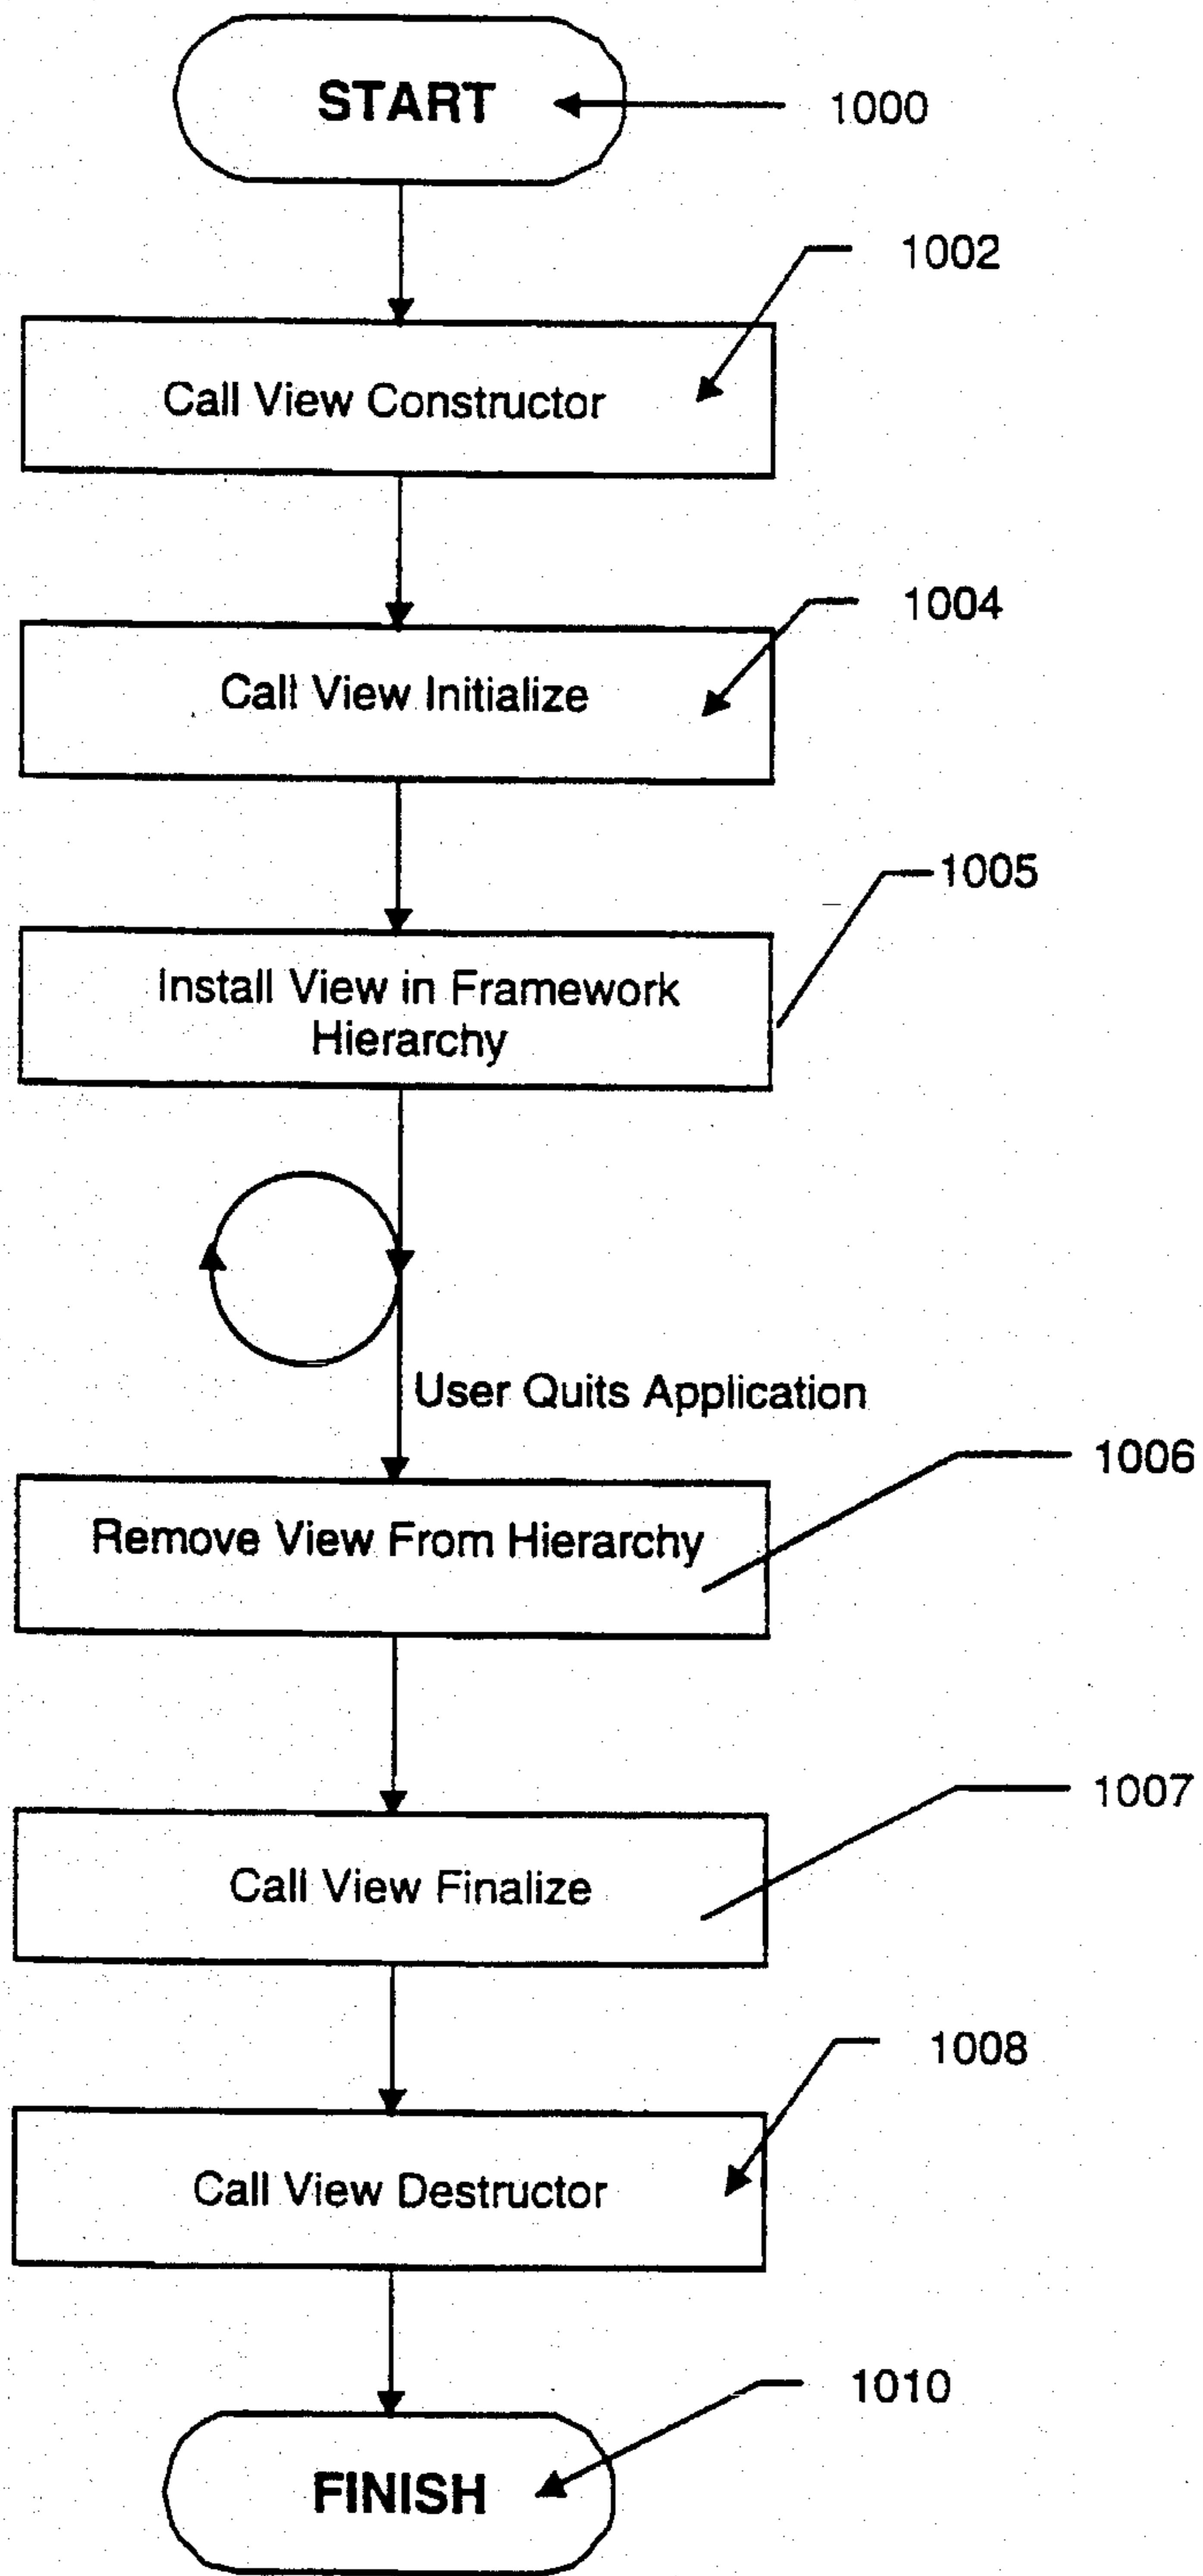 START
1000
1002
Call View Constructor
1004
Call View Initialize
1005
Install View in Framework
Hierarchy
User Quits Application
1006
Remove View From Hierarchy
1007
Call View Finalize
1008
Call View Destructor
1010
FINISH